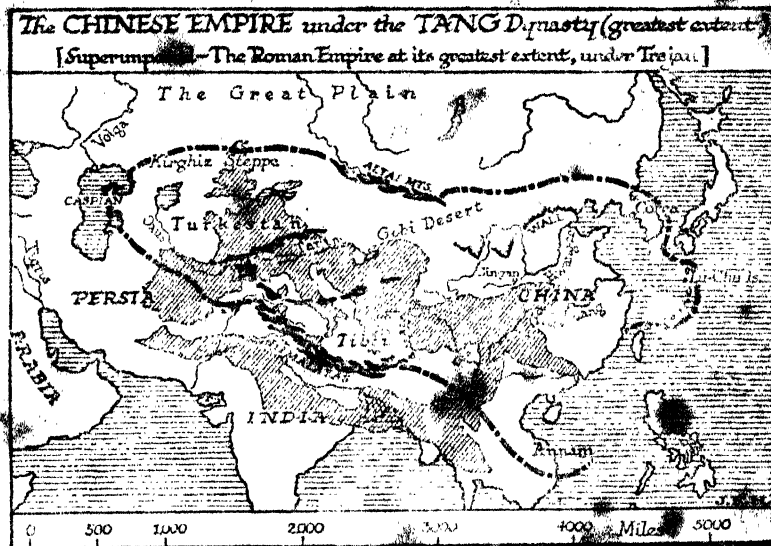 The CHINESE EMPIRE under the TANG Dynasty (greatest extent)
[Superimposed—The Roman Empire at its greatest extent, under Trajan]
The Great Plain
Volga
Kirghiz Steppe
ALTAI MTS.
CASPIAN
Turkestan
Gobi Desert
WALL
PERSIA
CHINA
Tibet
ARABIA
INDIA
Annam
J.F.H.
0 500 1,000 2,000 3000 4000 Miles 5000